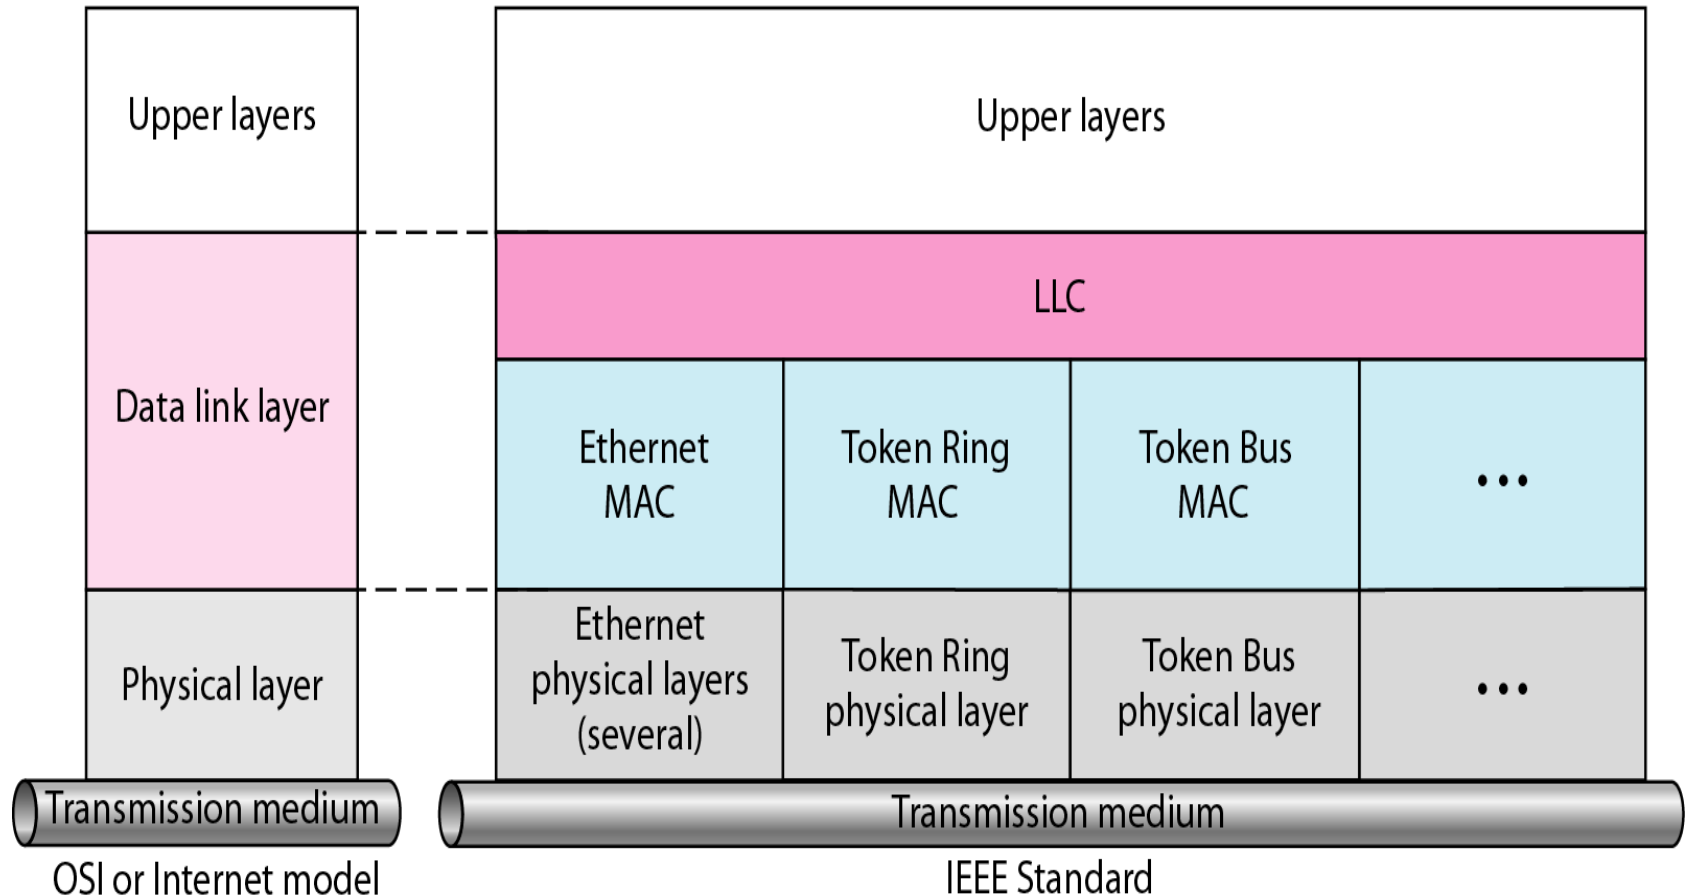 Upper layers
Data link layer
Physical layer
Transmission medium
OSI or Internet model
Upper layers
LLC
Ethernet
MAC
Token Ring
MAC
Token Bus
MAC
...
Ethernet
physical layers
(several)
Token Ring
physical layer
Token Bus
physical layer
...
Transmission medium
IEEE Standard